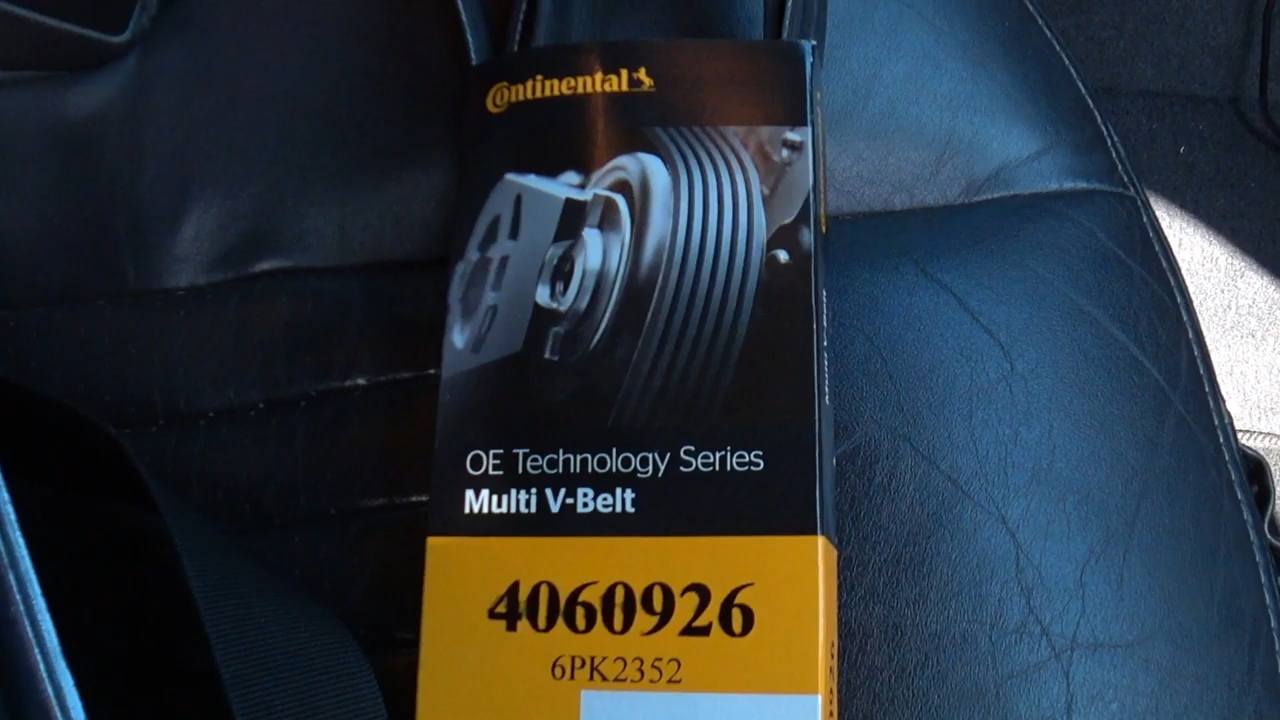 Continental
OE Technology Series
Multi V-Belt
4060926
6PK2352